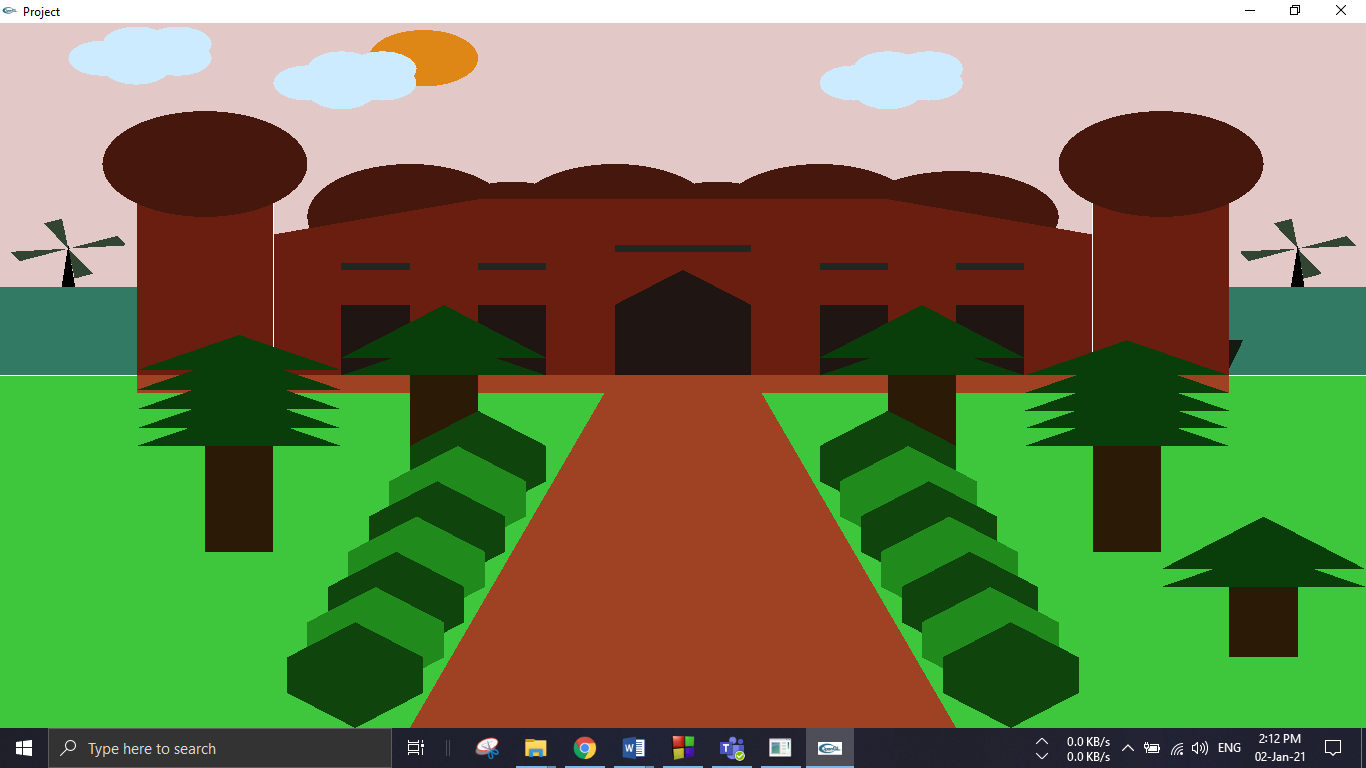 Project
Type here to search
0.0 KB/s
0.0 KB/s
ENG
2:12 PM
02-Jan-21